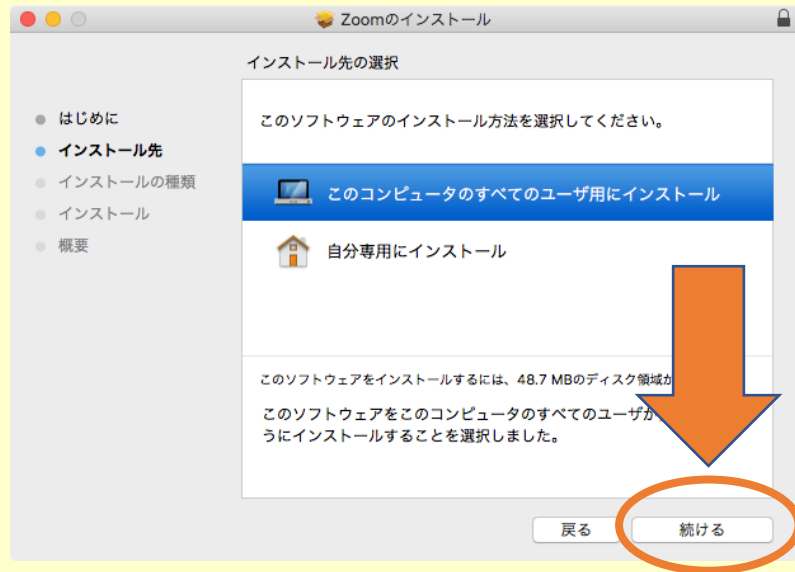 Zoomのインストール
インストール先の選択
はじめに
インストール先
インストールの種類
インストール
概要
このソフトウェアのインストール方法を選択してください。
このコンピュータのすべてのユーザ用にインストール
自分専用にインストール
このソフトウェアをインストールするには、48.7 MBのディスク領域が
このソフトウェアをこのコンピュータのすべてのユーザが
うにインストールすることを選択しました。
戻る
続ける